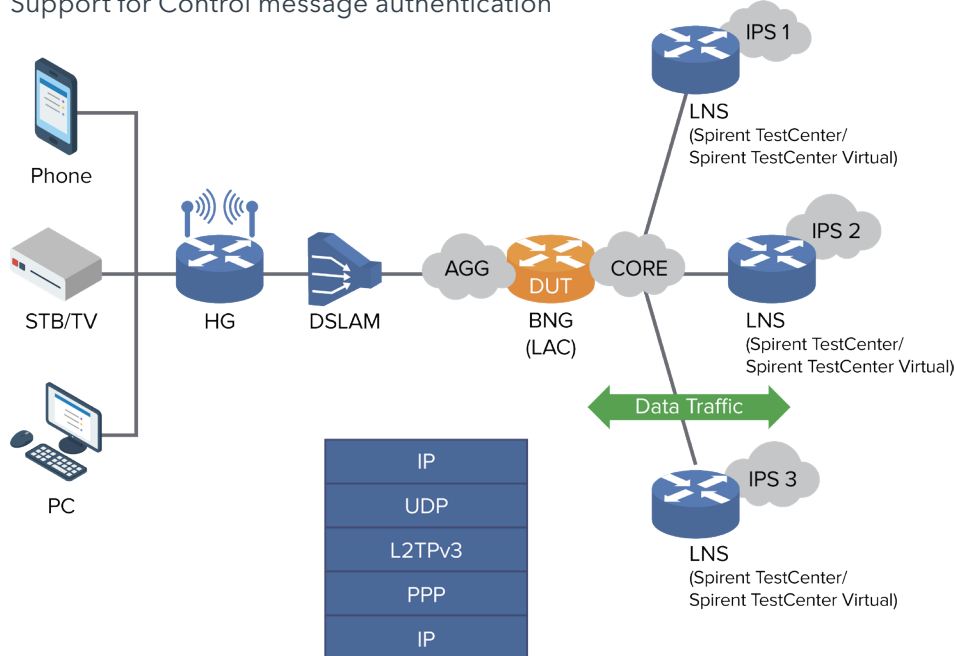 Support for Control message authentication
IPS 1
LNS
(Spirent TestCenter/
Spirent TestCenter Virtual)
Phone
IPS 2
AGG
CORE
DUT
STB/TV
HG
DSLAM
BNG
(LAC)
LNS
(Spirent TestCenter/
Spirent TestCenter Virtual)
Data Traffic
IP
UDP
L2TPv3
PPP
IP
PC
IPS 3
LNS
(Spirent TestCenter/
Spirent TestCenter Virtual)